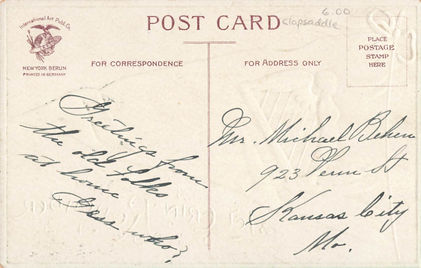 International Art Publ. Co.
NEW YORK BERLIN
PRINTED IN GERMANY
POST CARD
6.00
Clapsaddle
PLACE
POSTAGE
STAMP
HERE
FOR CORRESPONDENCE
FOR ADDRESS ONLY
Greetings from
the old folks
at home
Guess who?
Mr. Michael Behen
923 Penn St
Kansas City
Mo.